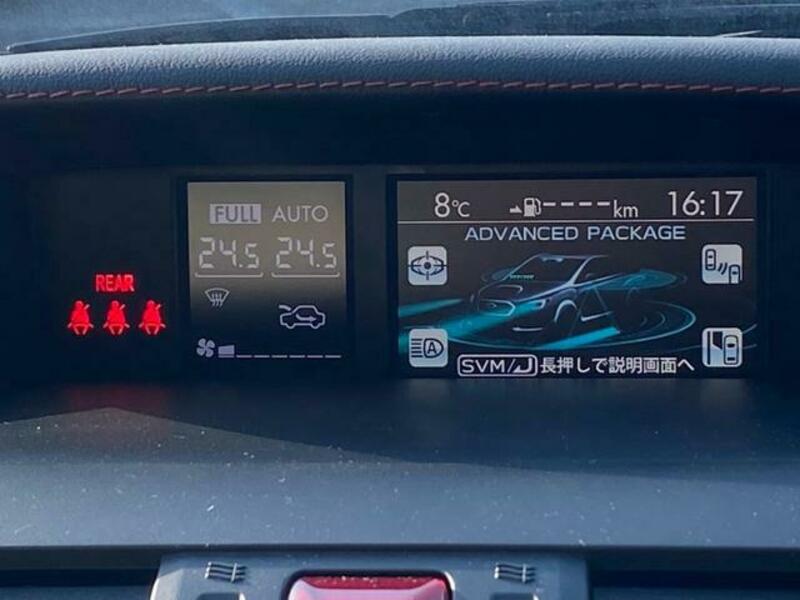 REAR
FULL AUTO
24.5 24.5
8℃ ---- km 16:17
ADVANCED PACKAGE
A
SVM/ 長押しで説明画面へ